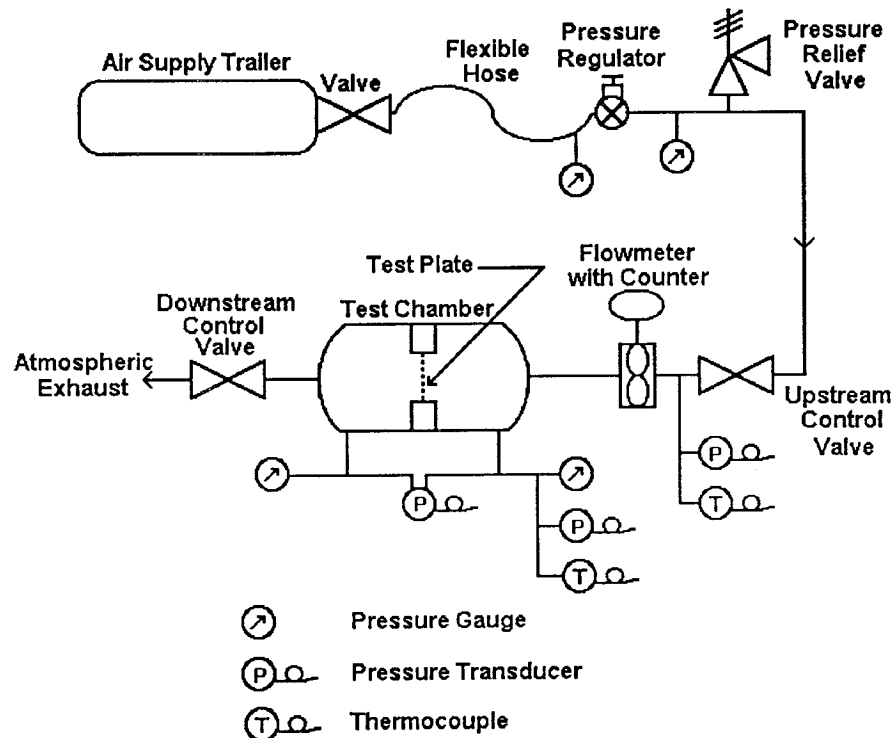 Air Supply Trailer
Valve
Flexible
Hose
Pressure
Regulator
Pressure
Relief
Valve
Test Plate
Test Chamber
Flowmeter
with Counter
Downstream
Control
Valve
Atmospheric
Exhaust
Upstream
Control
Valve
P
T
P
P
T
Pressure Gauge
P Pressure Transducer
T Thermocouple